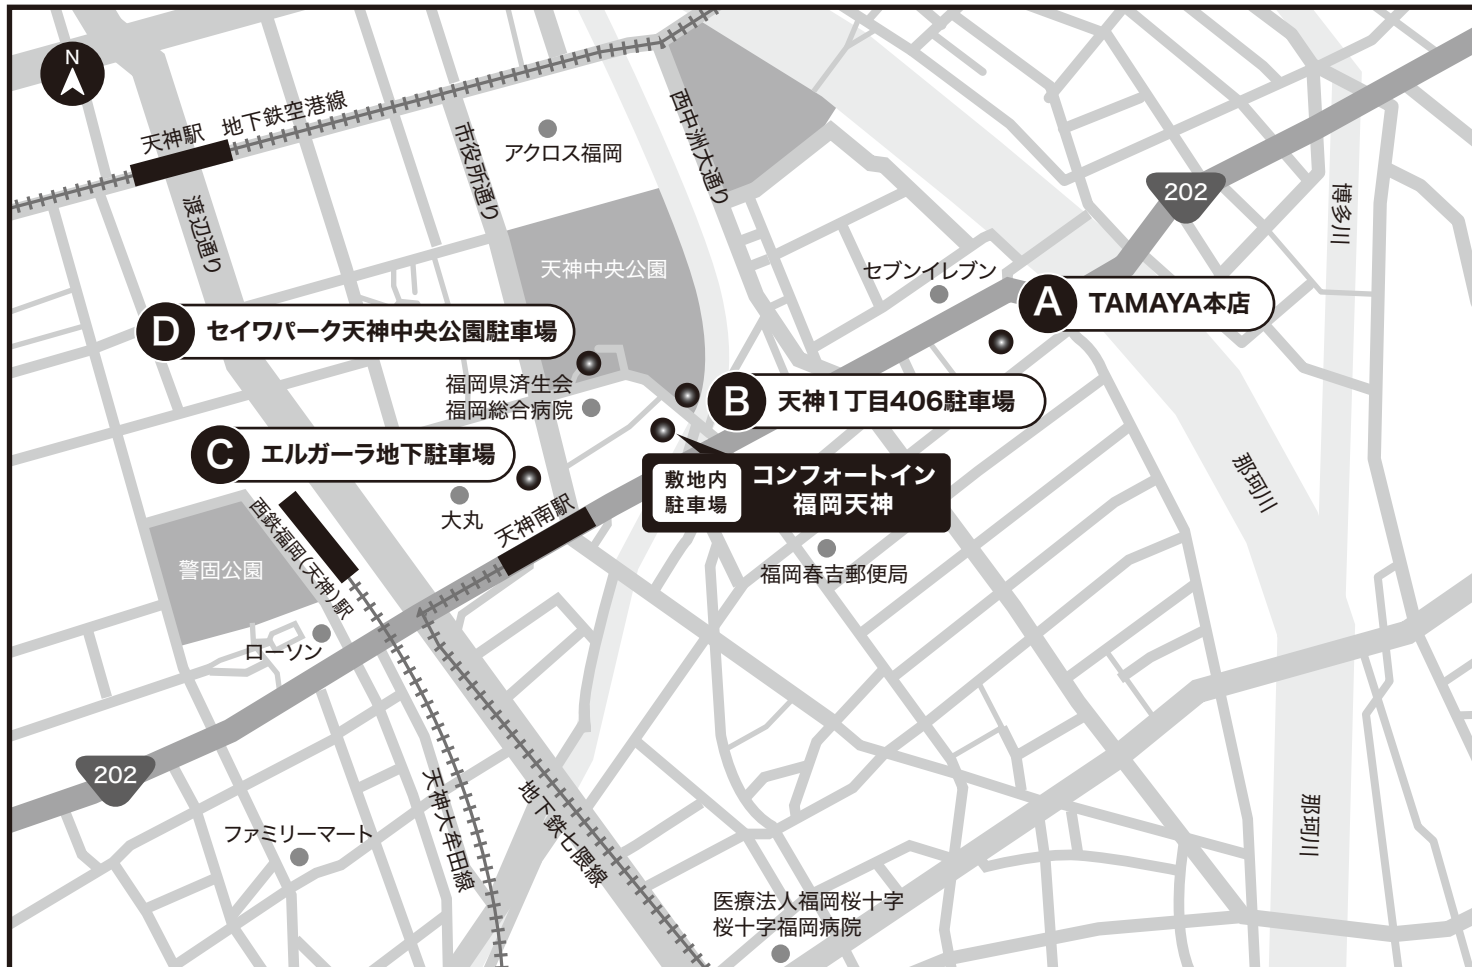 N
天神駅
地下鉄空港線
アクロス福岡
市役所通り
西中洲大通り
渡辺通り
202
博多川
天神中央公園
セブンイレブン
A TAMAYA本店
D セイワパーク天神中央公園駐車場
福岡県済生会
福岡総合病院
B 天神1丁目406駐車場
C エルガーラ地下駐車場
敷地内
駐車場
コンフォートイン
福岡天神
大丸
天神南駅
那珂川
西鉄福岡(天神)駅
警固公園
福岡春吉郵便局
ローソン
202
天神大牟田線
地下鉄七隈線
那珂川
ファミリーマート
医療法人福岡桜十字
桜十字福岡病院